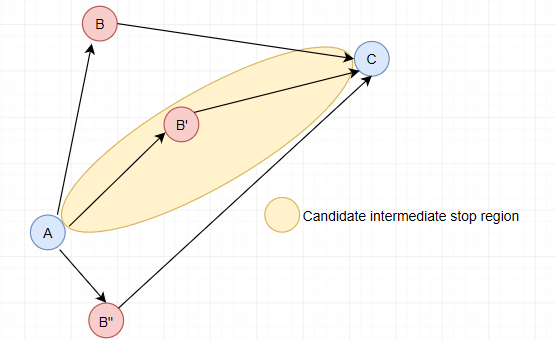 B
C
B'
A
Candidate intermediate stop region
B"